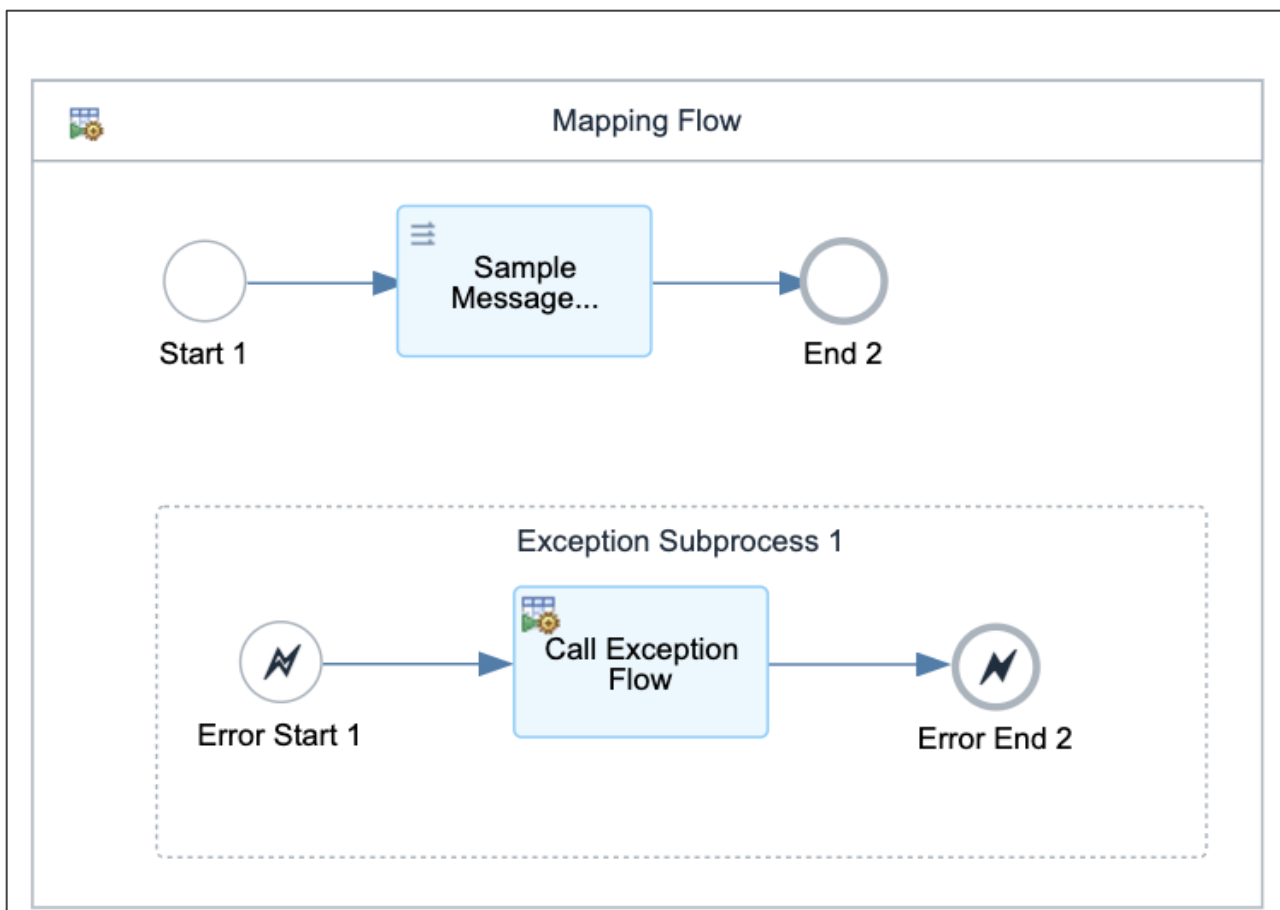 Mapping Flow
Sample
Message...
Start 1
End 2
Exception Subprocess 1
Call Exception
Flow
Error Start 1
Error End 2